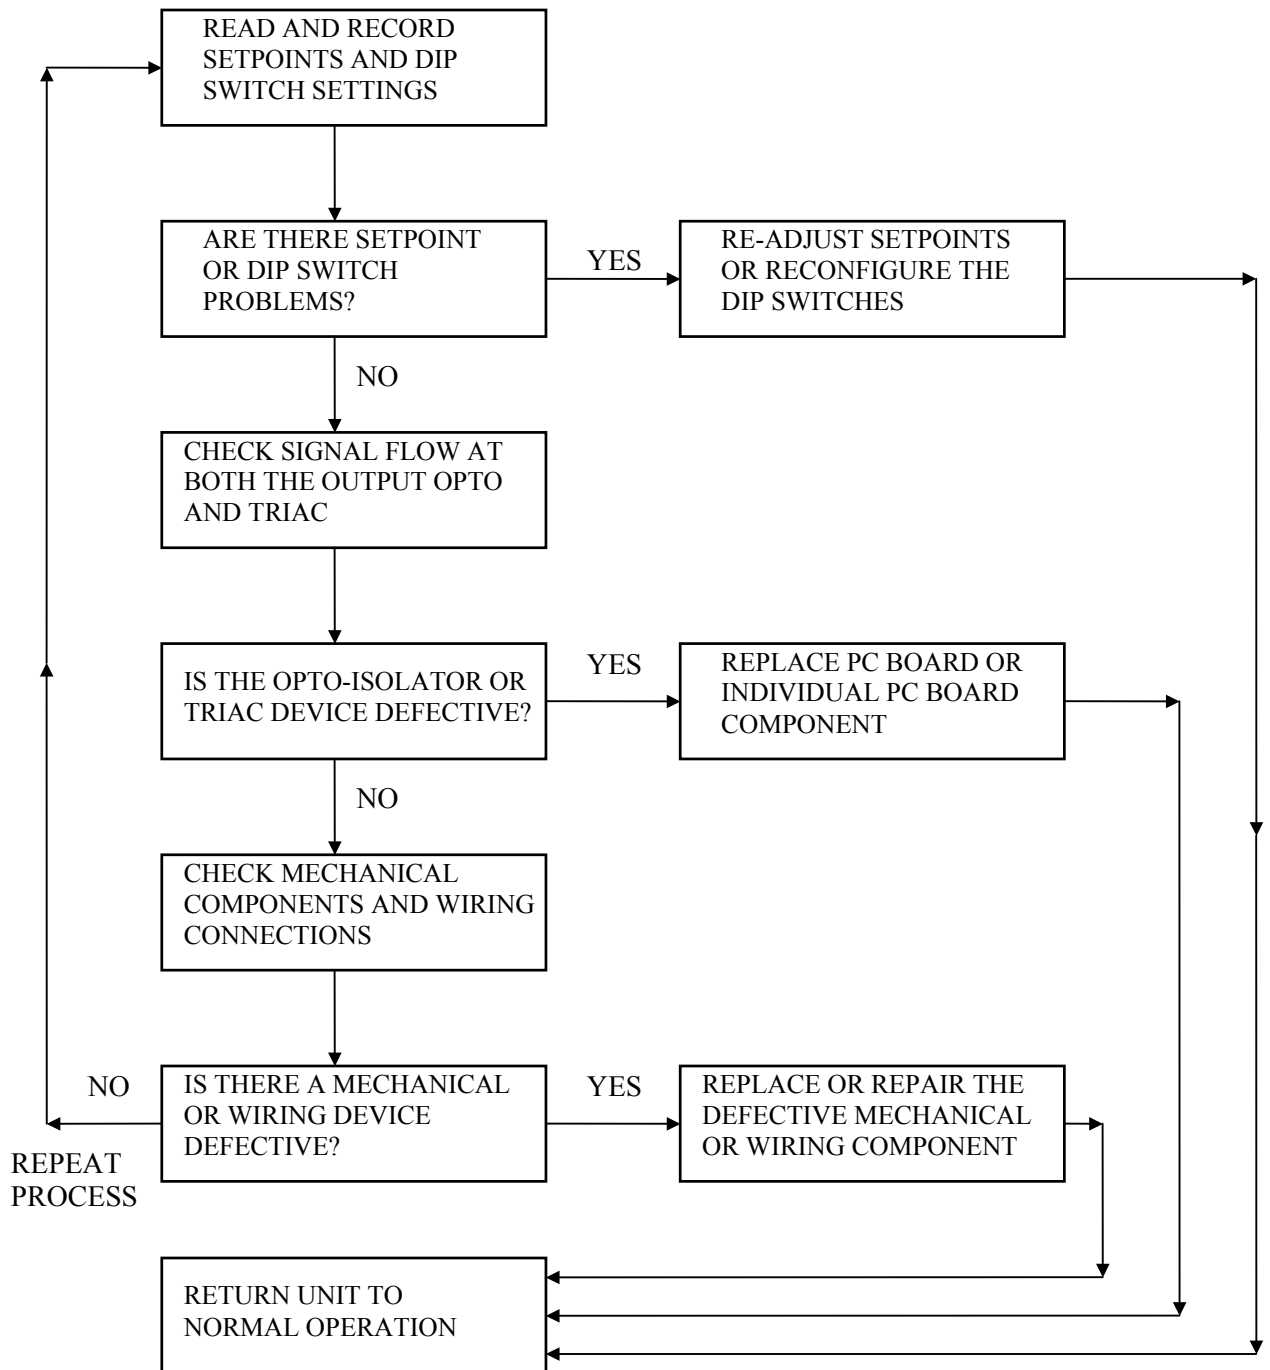 READ AND RECORD
SETPOINTS AND DIP
SWITCH SETTINGS
ARE THERE SETPOINT
OR DIP SWITCH
PROBLEMS?
YES
RE-ADJUST SETPOINTS
OR RECONFIGURE THE
DIP SWITCHES
NO
CHECK SIGNAL FLOW AT
BOTH THE OUTPUT OPTO
AND TRIAC
IS THE OPTO-ISOLATOR OR
TRIAC DEVICE DEFECTIVE?
YES
REPLACE PC BOARD OR
INDIVIDUAL PC BOARD
COMPONENT
NO
CHECK MECHANICAL
COMPONENTS AND WIRING
CONNECTIONS
NO
IS THERE A MECHANICAL
OR WIRING DEVICE
DEFECTIVE?
YES
REPLACE OR REPAIR THE
DEFECTIVE MECHANICAL
OR WIRING COMPONENT
REPEAT
PROCESS
RETURN UNIT TO
NORMAL OPERATION